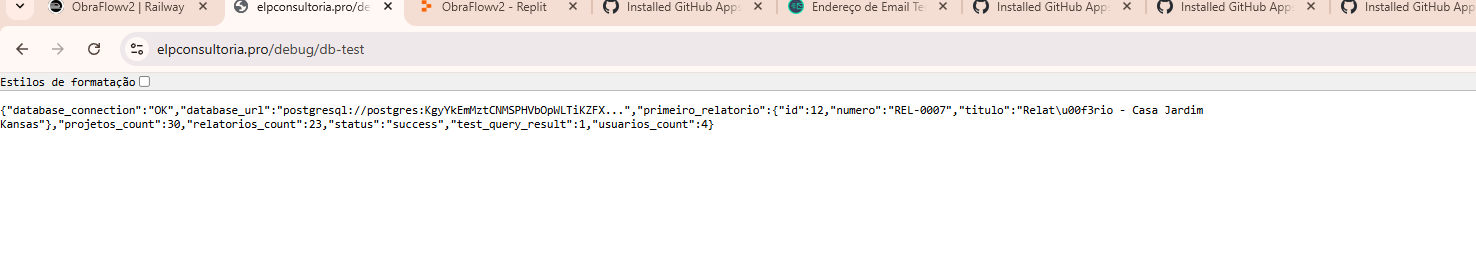 ObraFlowv2 | Railway
elpconsultoria.pro/de
ObraFlowv2 - Replit
Installed GitHub Apps
Endereço de Email Te
Installed GitHub Apps
Installed GitHub Apps
Installed GitHub App
elpconsultoria.pro/debug/db-test
Estilos de formatação
{"database_connection":"OK","database_url":"postgresql://postgres:KgyYkEmMztCNMSPHVbOpWLTiKZFX...","primeiro_relatorio":{"id":12,"numero":"REL-0007","titulo":"Relat\u00f3rio - Casa Jardim
Kansas"},"projetos_count":30,"relatorios_count":23,"status":"success","test_query_result":1,"usuarios_count":4}